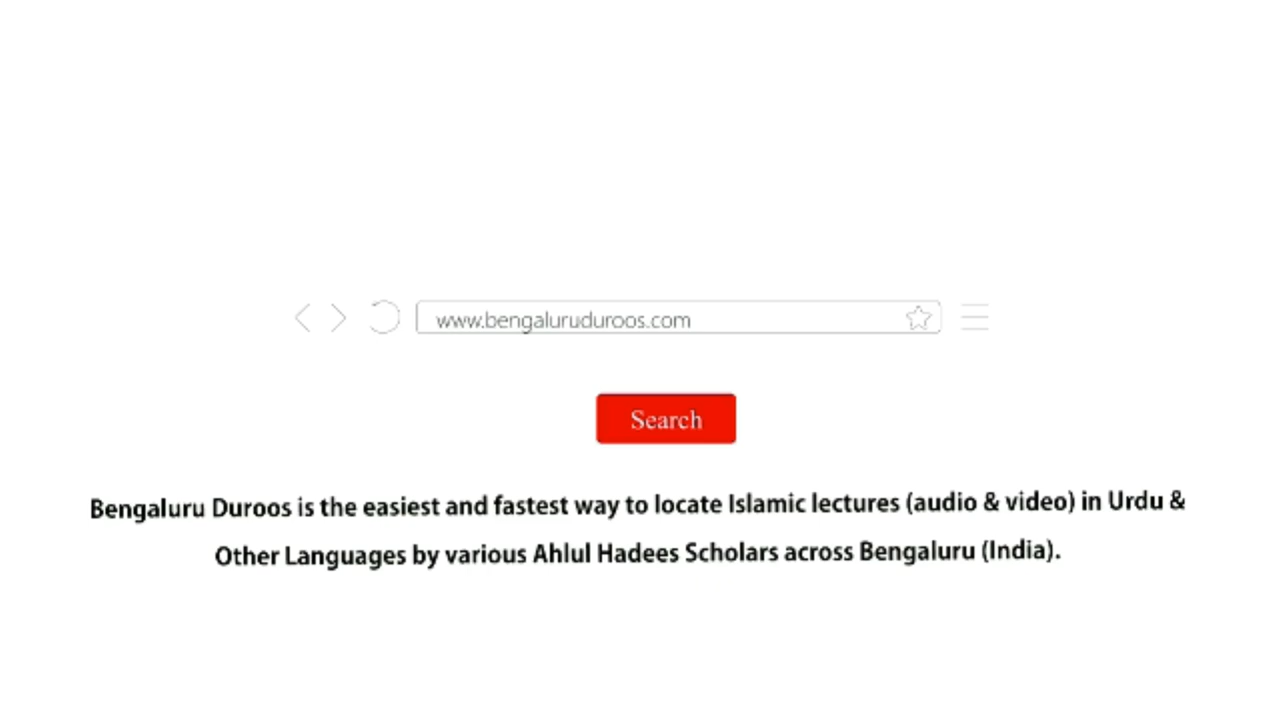 www.bengaluruduroos.com
Search
Bengaluru Duroos is the easiest and fastest way to locate Islamic lectures (audio & video) in Urdu &
Other Languages by various Ahlul Hadees Scholars across Bengaluru (India).